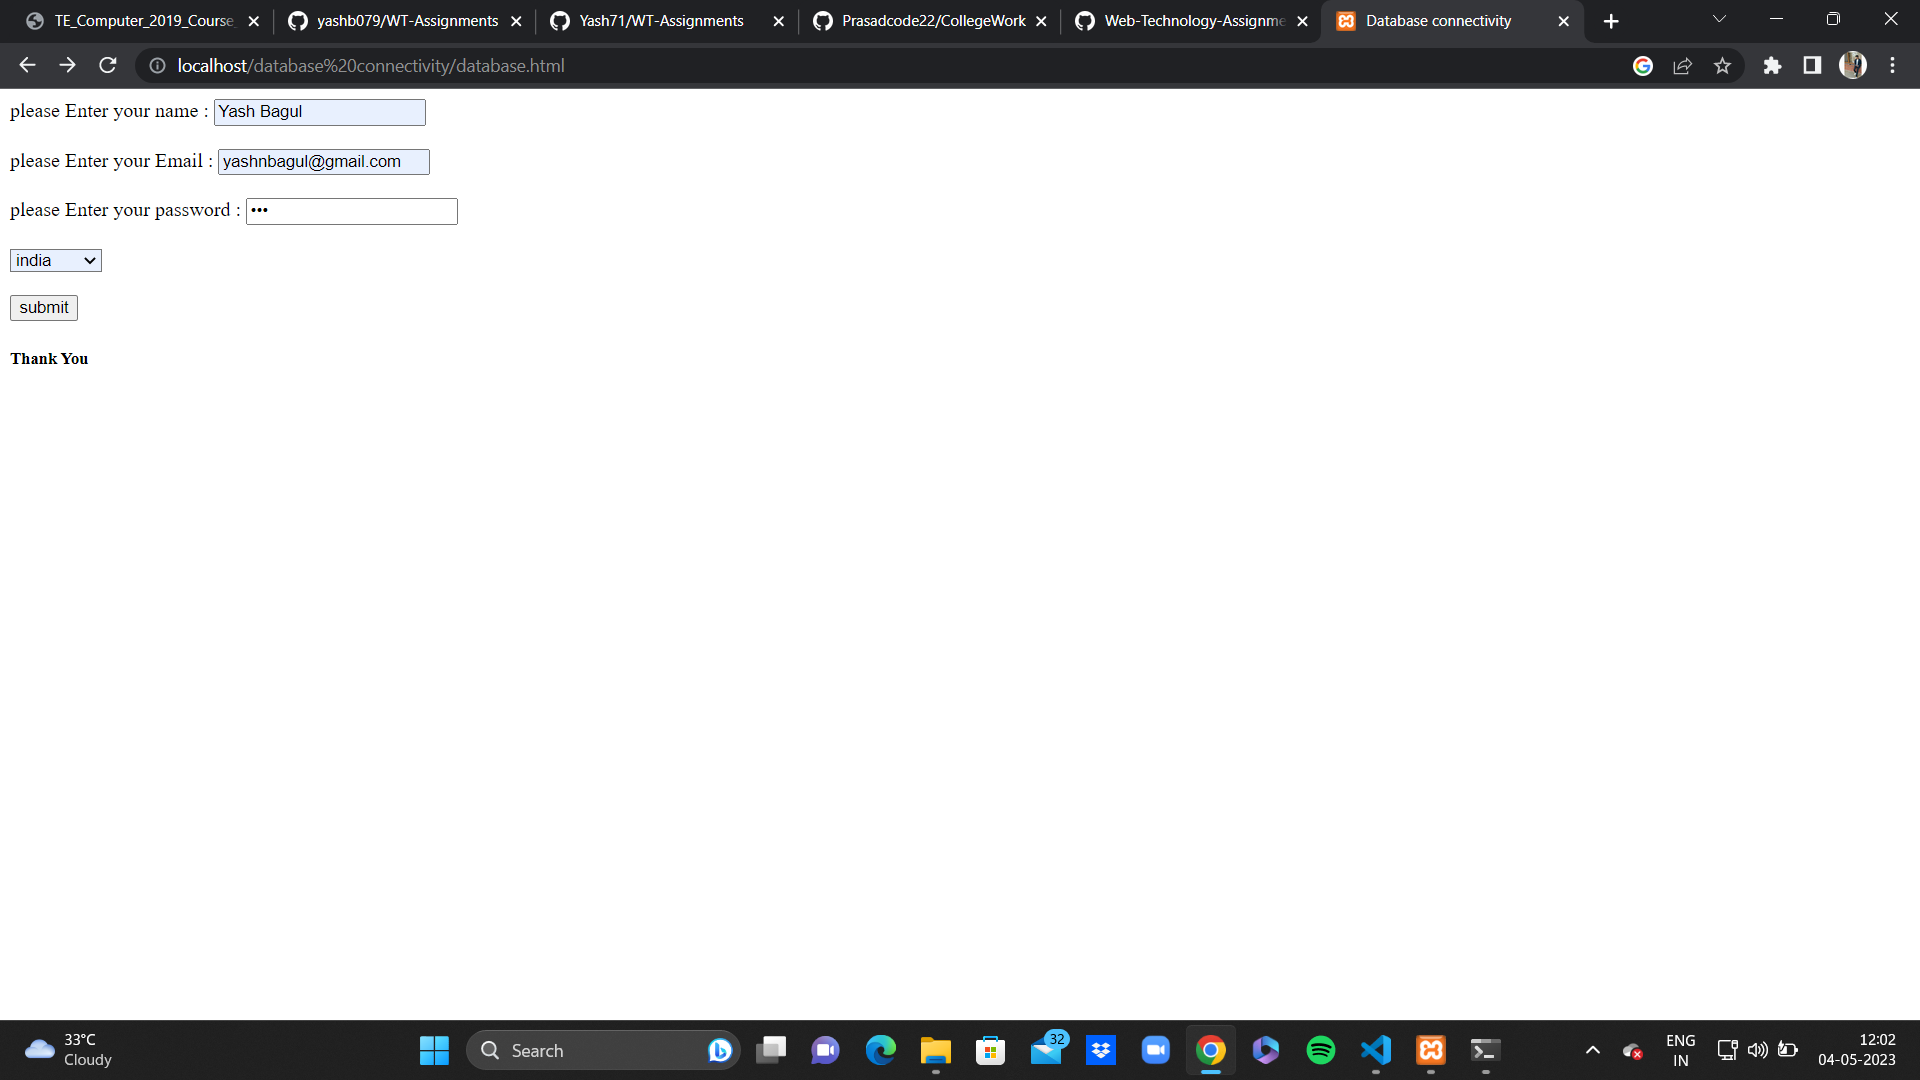 TE_Computer_2019_Course
yashb079/WT-Assignments
Yash71/WT-Assignments
Prasadcode22/CollegeWork
Web-Technology-Assignme
Database connectivity
localhost/database%20connectivity/database.html
please Enter your name : Yash Bagul
please Enter your Email : yashnbagul@gmail.com
please Enter your password : •••
india
submit
Thank You
33°C
Cloudy
Search
32
ENG
IN
12:02
04-05-2023